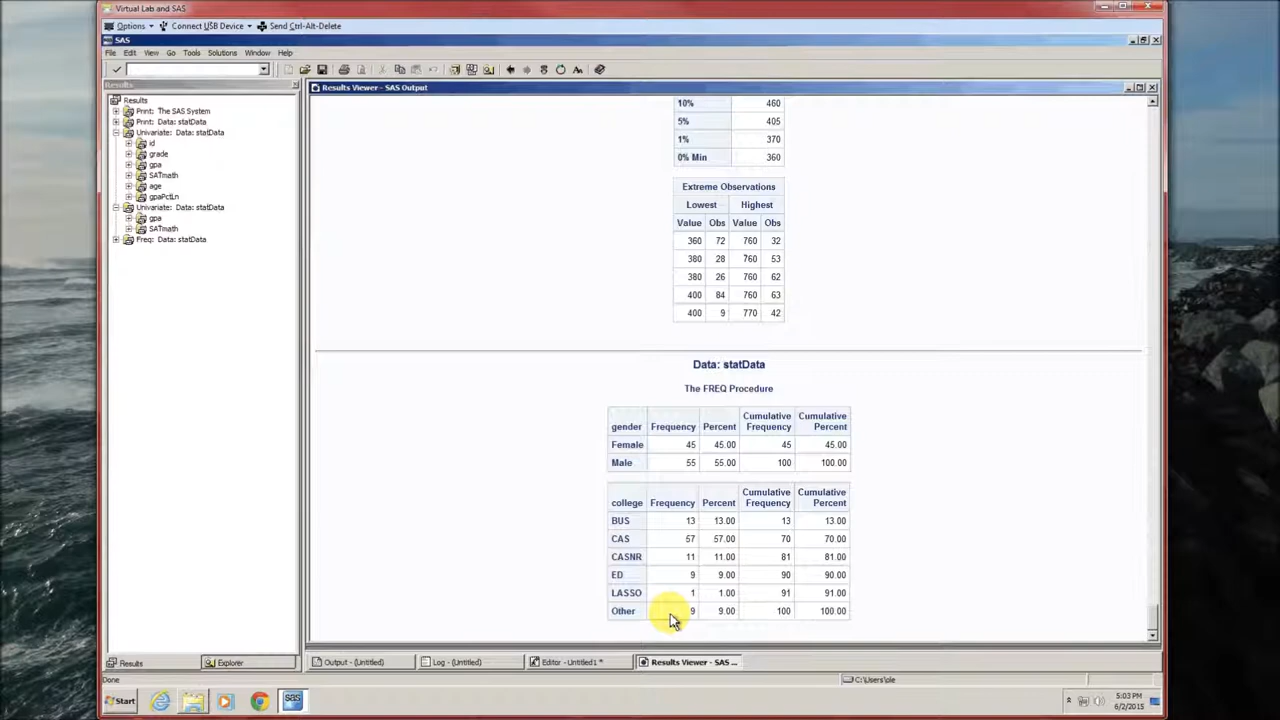 Virtual Lab and SAS
Options Connect USB Device Send Ctrl-Alt-Delete
SAS
File Edit View Go Tools Solutions Window Help
Results
Results
Print: The SAS System
Print: Data: statData
Univariate: Data: statData
id
grade
gpa
SATmath
age
gpaPctLn
Univariate: Data: statData
gpa
SATmath
Freq: Data: statData
Results Viewer - SAS Output
10% 460
5% 405
1% 370
0% Min 360
Extreme Observations
Lowest Highest
Value Obs Value Obs
360 72 760 32
380 28 760 53
380 26 760 62
400 84 760 63
400 9 770 42
Data: statData
The FREQ Procedure
gender Frequency Percent Cumulative Frequency Cumulative Percent
Female 45 45.00 45 45.00
Male 55 55.00 100 100.00
college Frequency Percent Cumulative Frequency Cumulative Percent
BUS 13 13.00 13 13.00
CAS 57 57.00 70 70.00
CASNR 11 11.00 81 81.00
ED 9 9.00 90 90.00
LASSO 1 1.00 91 91.00
Other 9 9.00 100 100.00
Results Explorer
Output - (Untitled) Log - (Untitled) Editor - Untitled1 * Results Viewer - SAS ...
Done
C:\Users\ole
Start
sas
5:03 PM
6/2/2015